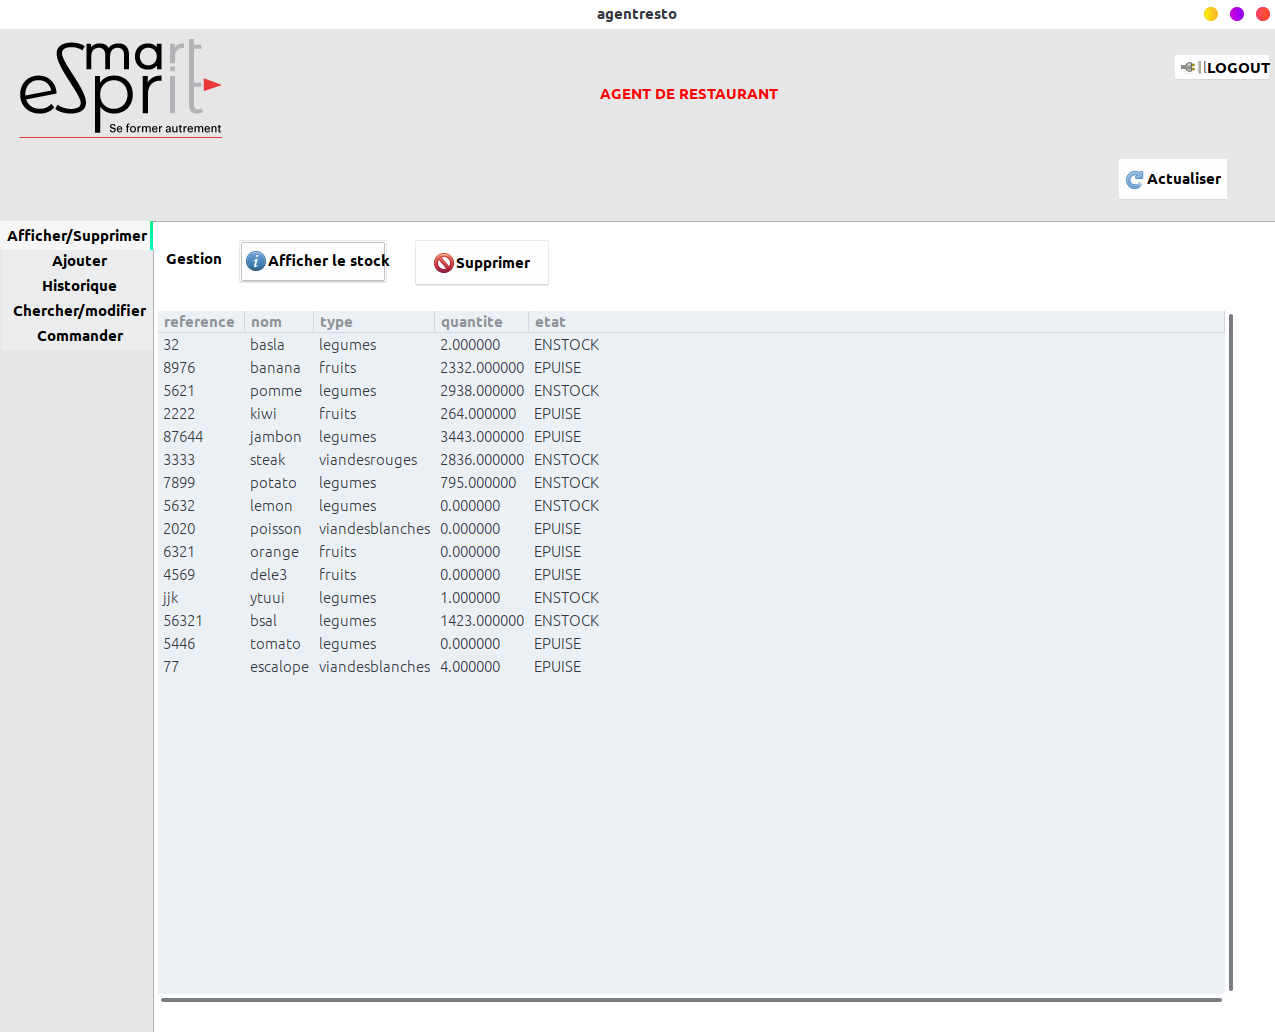 agentresto
smart
esprit
Se former autrement
LOGOUT
AGENT DE RESTAURANT
Actualiser
Afficher/Supprimer
Ajouter
Historique
Chercher/modifier
Commander
Gestion Afficher le stock Supprimer
reference nom type quantite etat
32 basla legumes 2.000000 ENSTOCK
8976 banana fruits 2332.000000 EPUISE
5621 pomme legumes 2938.000000 ENSTOCK
2222 kiwi fruits 264.000000 EPUISE
87644 jambon legumes 3443.000000 EPUISE
3333 steak viandesrouges 2836.000000 ENSTOCK
7899 potato legumes 795.000000 ENSTOCK
5632 lemon legumes 0.000000 ENSTOCK
2020 poisson viandesblanches 0.000000 EPUISE
6321 orange fruits 0.000000 EPUISE
4569 dele3 fruits 0.000000 EPUISE
jjk ytuui legumes 1.000000 ENSTOCK
56321 bsal legumes 1423.000000 ENSTOCK
5446 tomato legumes 0.000000 EPUISE
77 escalope viandesblanches 4.000000 EPUISE